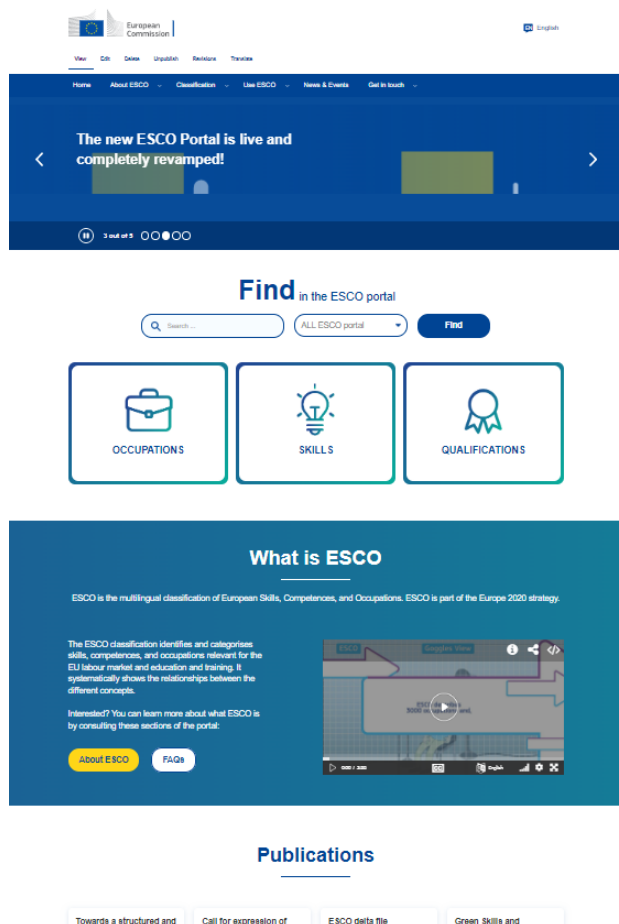 European
Commission
EN English
View Edit Delete Unpublish Revisions Translate
Home About ESCO Classification Use ESCO News & Events Get in touch
The new ESCO Portal is live and
completely revamped!
3 out of 5
Find in the ESCO portal
Search ...
ALL ESCO portal
Find
OCCUPATIONS
SKILLS
QUALIFICATIONS
What is ESCO
ESCO is the multilingual classification of European Skills, Competences, and Occupations. ESCO is part of the Europe 2020 strategy.
The ESCO classification identifies and categorises
skills, competences, and occupations relevant for the
EU labour market and education and training. It
systematically shows the relationships between the
different concepts.
Interested? You can learn more about what ESCO is
by consulting these sections of the portal:
About ESCO
FAQs
ESCO
Goggles View
English
Publications
Towards a structured and
Call for expression of
ESCO delta file
Green Skills and